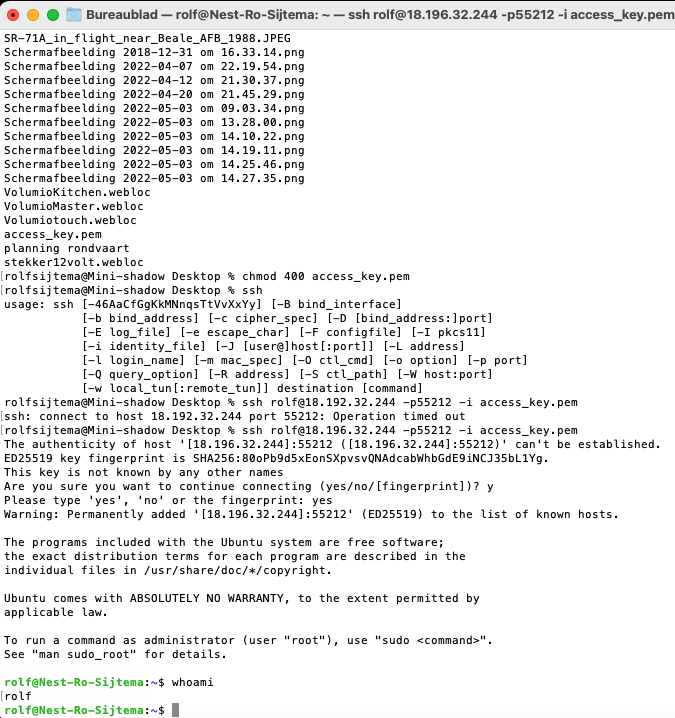 Bureaublad — rolf@Nest-Ro-Sijtema: ~ — ssh rolf@18.196.32.244 -p55212 -i access_key.pem
SR-71A_in_flight_near_Beale_AFB_1988.JPEG
Schermafbeelding 2018-12-31 om 16.33.14.png
Schermafbeelding 2022-04-07 om 22.19.54.png
Schermafbeelding 2022-04-12 om 21.30.37.png
Schermafbeelding 2022-04-20 om 21.45.29.png
Schermafbeelding 2022-05-03 om 09.03.34.png
Schermafbeelding 2022-05-03 om 13.28.00.png
Schermafbeelding 2022-05-03 om 14.10.22.png
Schermafbeelding 2022-05-03 om 14.19.11.png
Schermafbeelding 2022-05-03 om 14.25.46.png
Schermafbeelding 2022-05-03 om 14.27.35.png
VolumioKitchen.webloc
VolumioMaster.webloc
Volumiotouch.webloc
access_key.pem
planning rondvaart
stekker12volt.webloc
[rolfsijtema@Mini-shadow Desktop % chmod 400 access_key.pem
[rolfsijtema@Mini-shadow Desktop % ssh
usage: ssh [-46AaCfGgKkMNnqsTtVvXxYy] [-B bind_interface]
[-b bind_address] [-c cipher_spec] [-D [bind_address:]port]
[-E log_file] [-e escape_char] [-F configfile] [-I pkcs11]
[-i identity_file] [-J [user@]host[:port]] [-L address]
[-l login_name] [-m mac_spec] [-O ctl_cmd] [-o option] [-p port]
[-Q query_option] [-R address] [-S ctl_path] [-W host:port]
[-w local_tun[:remote_tun]] destination [command]
rolfsijtema@Mini-shadow Desktop % ssh rolf@18.192.32.244 -p55212 -i access_key.pem
[ssh: connect to host 18.192.32.244 port 55212: Operation timed out
rolfsijtema@Mini-shadow Desktop % ssh rolf@18.196.32.244 -p55212 -i access_key.pem
The authenticity of host '[18.196.32.244]:55212 ([18.196.32.244]:55212)' can't be established.
ED25519 key fingerprint is SHA256:80oPb9d5xEonSXpvsvQNAdcabWhbGdE9iNCJ35bL1Yg.
This key is not known by any other names
Are you sure you want to continue connecting (yes/no/[fingerprint])? y
Please type 'yes', 'no' or the fingerprint: yes
Warning: Permanently added '[18.196.32.244]:55212' (ED25519) to the list of known hosts.
The programs included with the Ubuntu system are free software;
the exact distribution terms for each program are described in the
individual files in /usr/share/doc/*/copyright.
Ubuntu comes with ABSOLUTELY NO WARRANTY, to the extent permitted by
applicable law.
To run a command as administrator (user "root"), use "sudo <command>".
See "man sudo_root" for details.
rolf@Nest-Ro-Sijtema:~$ whoami
[rolf
rolf@Nest-Ro-Sijtema:~$